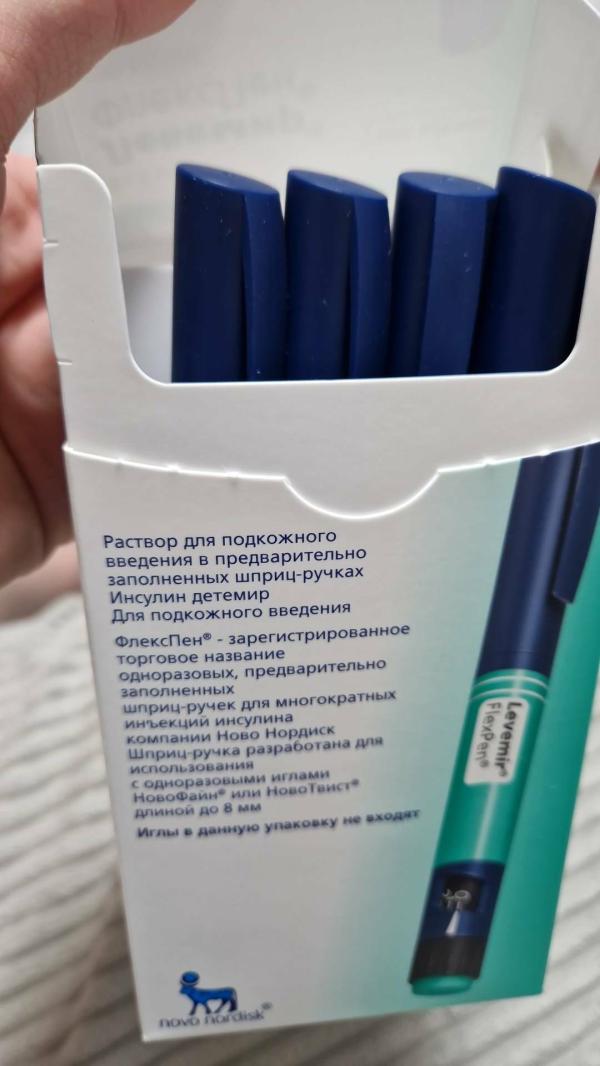 Раствор для подкожного
введения в предварительно
заполненных шприц-ручках
Инсулин детемир
Для подкожного введения
ФлексПен® - зарегистрированное
торговое название
одноразовых, предварительно
заполненных
шприц-ручек для многократных
инъекций инсулина
компании Ново Нордиск
Шприц-ручка разработана для
использования
с одноразовыми иглами
НовоФайн® или НовоТвист®
длиной до 8 мм
Иглы в данную упаковку не входят
Levemir®
FlexPen®
novo nordisk®